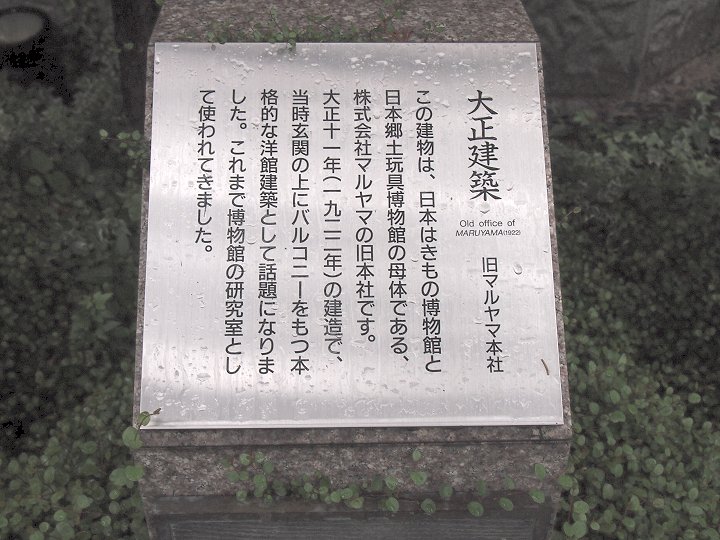 大正建築
Old office of
MARUYAMA(1922)
旧マルヤマ本社
この建物は、日本はきもの博物館と
日本郷土玩具博物館の母体である、
株式会社マルヤマの旧本社です。
大正十一年(一九二二年)の建造で、
当時玄関の上にバルコニーをもつ本
格的な洋館建築として話題になりま
した。これまで博物館の研究室とし
て使われてきました。